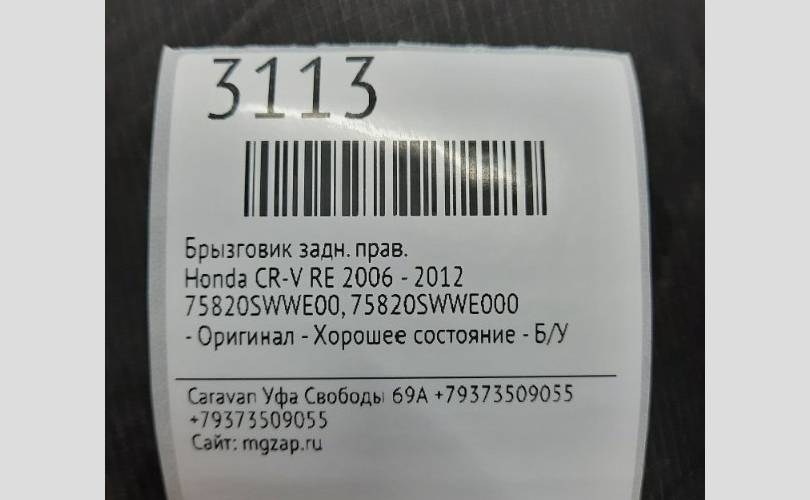 3113
Брызговик задн. прав.
Honda CR-V RE 2006 - 2012
75820SWWE00, 75820SWWE000
- Оригинал - Хорошее состояние - Б/У
Caravan Уфа Свободы 69А +79373509055
+79373509055
Сайт: mgzap.ru